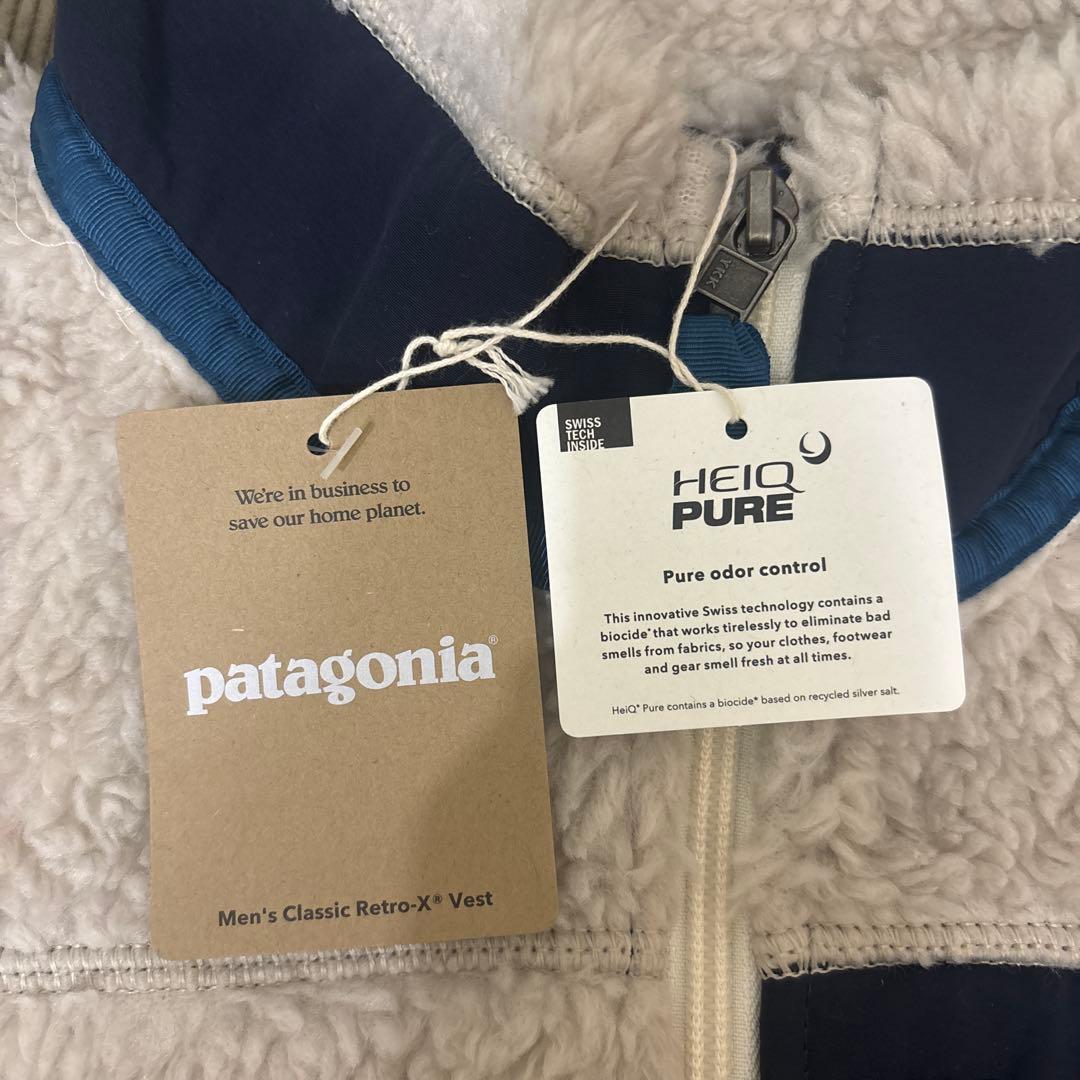 YKK
We're in business to
save our home planet.
patagonia®
Men's Classic Retro-X® Vest
SWISS
TECH
INSIDE
HEIQ
PURE
Pure odor control
This innovative Swiss technology contains a
biocide* that works tirelessly to eliminate bad
smells from fabrics, so your clothes, footwear
and gear smell fresh at all times.
HeiQ® Pure contains a biocide* based on recycled silver salt.